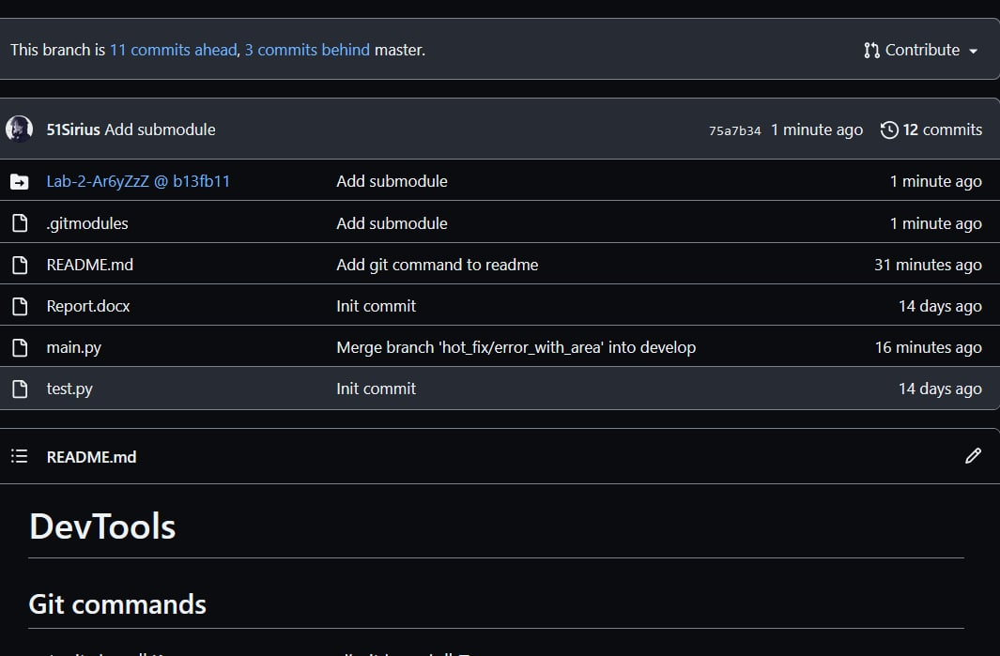 This branch is 11 commits ahead, 3 commits behind master. Contribute
51Sirius Add submodule 75a7b34 1 minute ago 12 commits
Lab-2-Ar6yZzZ @ b13fb11 Add submodule 1 minute ago
.gitmodules Add submodule 1 minute ago
README.md Add git command to readme 31 minutes ago
Report.docx Init commit 14 days ago
main.py Merge branch 'hot_fix/error_with_area' into develop 16 minutes ago
test.py Init commit 14 days ago
README.md
DevTools
Git commands